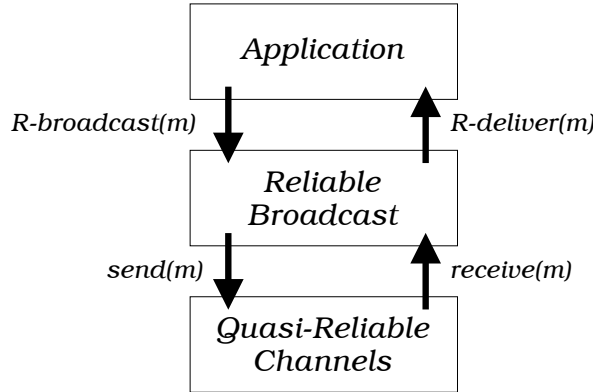 Application
R-broadcast(m)
R-deliver(m)
Reliable
Broadcast
send(m)
receive(m)
Quasi-Reliable
Channels